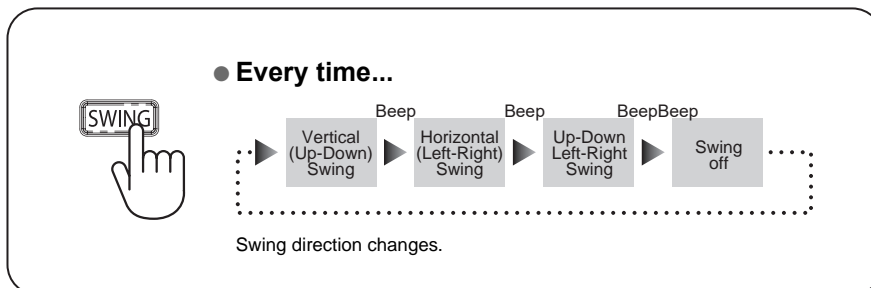 ● Every time...
SWING
Beep Beep BeepBeep
Vertical
(Up-Down)
Swing
Horizontal
(Left-Right)
Swing
Up-Down
Left-Right
Swing
Swing
off
Swing direction changes.